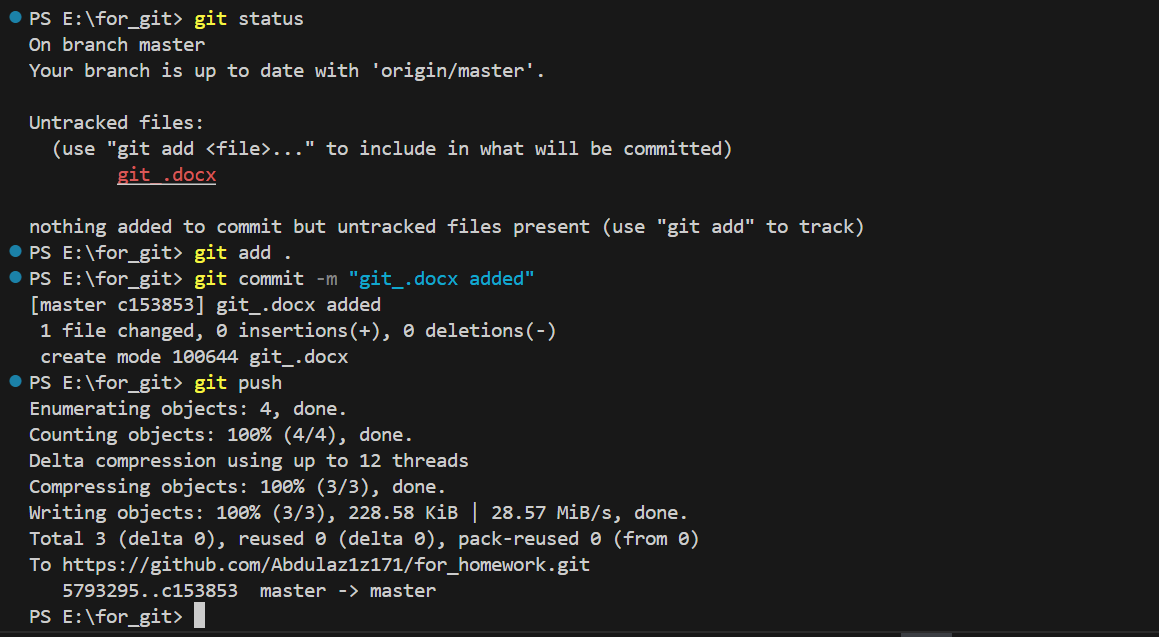 PS E:\for_git> git status
On branch master
Your branch is up to date with 'origin/master'.
Untracked files:
  (use "git add <file>..." to include in what will be committed)
        git_.docx
nothing added to commit but untracked files present (use "git add" to track)
PS E:\for_git> git add .
PS E:\for_git> git commit -m "git_.docx added"
[master c153853] git_.docx added
 1 file changed, 0 insertions(+), 0 deletions(-)
 create mode 100644 git_.docx
PS E:\for_git> git push
Enumerating objects: 4, done.
Counting objects: 100% (4/4), done.
Delta compression using up to 12 threads
Compressing objects: 100% (3/3), done.
Writing objects: 100% (3/3), 228.58 KiB | 28.57 MiB/s, done.
Total 3 (delta 0), reused 0 (delta 0), pack-reused 0 (from 0)
To https://github.com/Abdulaz1z171/for_homework.git
   5793295..c153853  master -> master
PS E:\for_git>